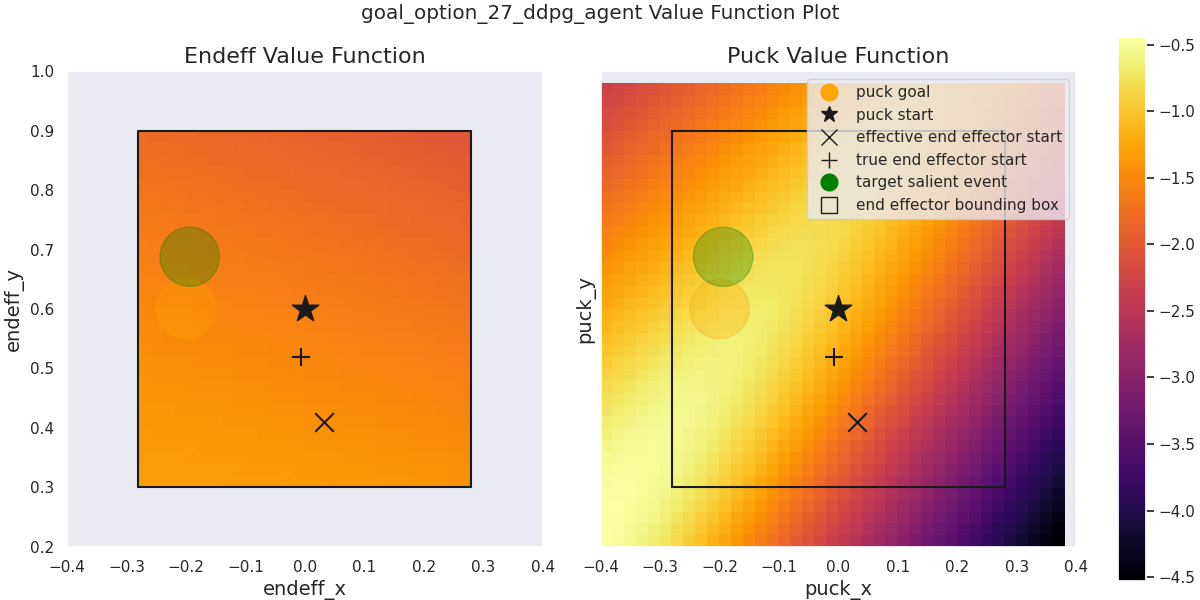 goal_option_27_ddpg_agent Value Function Plot
Endeff Value Function
1.0
0.9
0.8
0.7
0.6
0.5
0.4
0.3
0.2
endeff_y
−0.4 −0.3 −0.2 −0.1 0.0 0.1 0.2 0.3 0.4
endeff_x
Puck Value Function
puck goal
puck start
effective end effector start
true end effector start
target salient event
end effector bounding box
puck_y
−0.4 −0.3 −0.2 −0.1 0.0 0.1 0.2 0.3 0.4
puck_x
−0.5
−1.0
−1.5
−2.0
−2.5
−3.0
−3.5
−4.0
−4.5